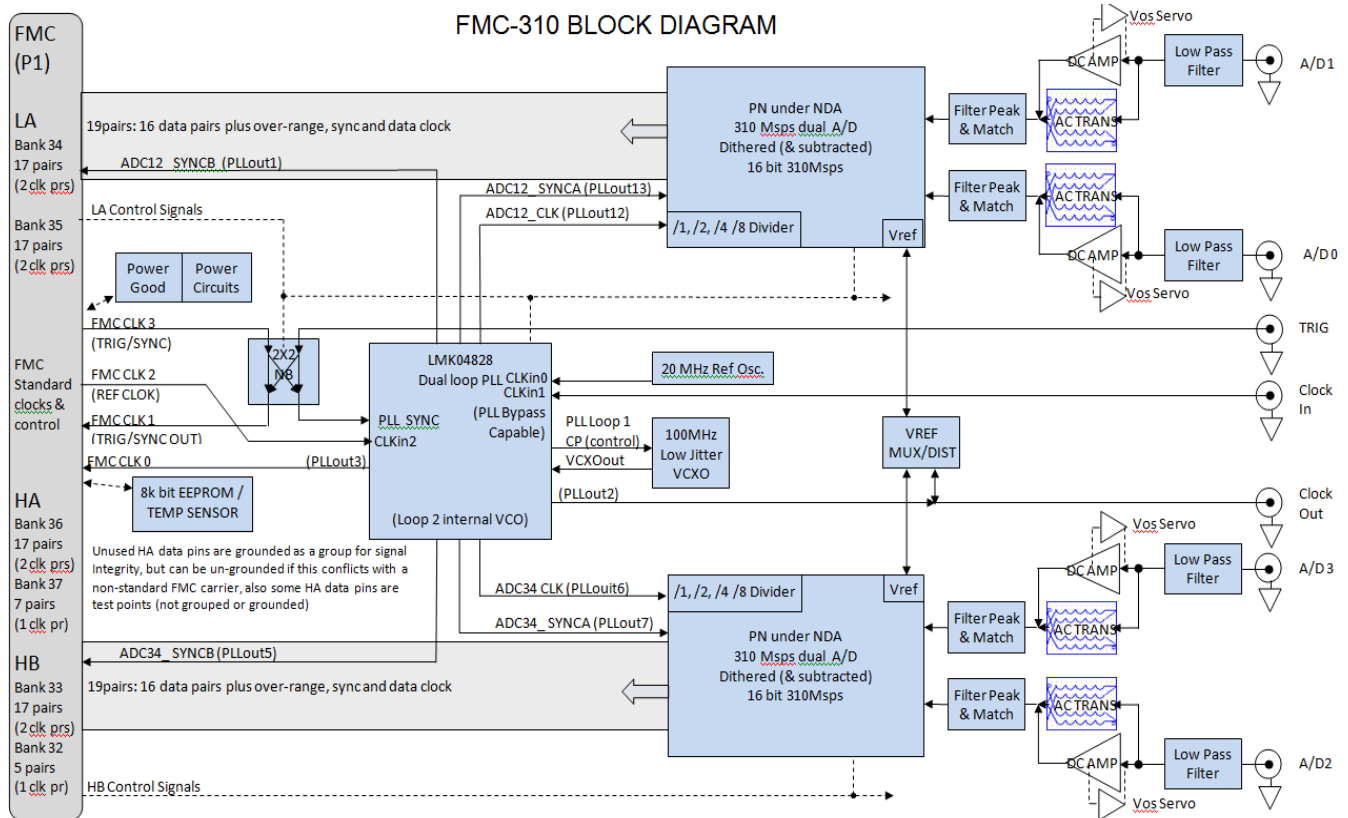 FMC-310 BLOCK DIAGRAM
FMC
(P1)
LA
Bank 34
17 pairs
(2 clk prs)
Bank 35
17 pairs
(2 clk prs)
FMC
Standard
clocks &
control
HA
Bank 36
17 pairs
(2 clk prs)
Bank 37
7 pairs
(1 clk pr)
HB
Bank 33
17 pairs
(2 clk prs)
Bank 32
5 pairs
(1 clk pr)
19pairs: 16 data pairs plus over-range, sync and data clock
ADC12_SYNCB (PLLout1)
LA Control Signals
Power
Good
Power
Circuits
FMC CLK 3
(TRIG/SYNC)
FMC CLK 2
(REF CLOK)
FMC CLK 1
(TRIG/SYNC OUT)
FMC CLK 0
(PLLout3)
2X2
NB
8k bit EEPROM /
TEMP SENSOR
Unused HA data pins are grounded as a group for signal
Integrity, but can be un-grounded if this conflicts with a
non-standard FMC carrier, also some HA data pins are
test points (not grouped or grounded)
ADC34_SYNCB (PLLout5)
19pairs: 16 data pairs plus over-range, sync and data clock
HB Control Signals
ADC12_SYNCA (PLLout13)
ADC12_CLK (PLLout12)
LMK04828
Dual loop PLL
CLKin0
CLKin1
(PLL Bypass
Capable)
PLL_SYNC
CLKin2
(Loop 2 internal VCO)
20 MHz Ref Osc.
PLL Loop 1
CP (control)
VCXOout
100MHz
Low Jitter
VCXO
(PLLout2)
ADC34 CLK (PLLouit6)
ADC34_SYNCA (PLLout7)
PN under NDA
310 Msps dual A/D
Dithered (& subtracted)
16 bit 310Msps
/1, /2, /4 /8 Divider
Vref
VREF
MUX/DIST
/1, /2, /4 /8 Divider
Vref
PN under NDA
310 Msps dual A/D
Dithered (& subtracted)
16 bit 310Msps
Vos Servo
DC AMP
Low Pass
Filter
A/D1
Filter Peak
& Match
AC TRANS
Filter Peak
& Match
AC TRANS
DC AMP
Low Pass
Filter
A/D0
Vos Servo
TRIG
Clock
In
Clock
Out
Vos Servo
DC AMP
Low Pass
Filter
A/D3
Filter Peak
& Match
AC TRANS
Filter Peak
& Match
AC TRANS
DC AMP
Low Pass
Filter
A/D2
Vos Servo